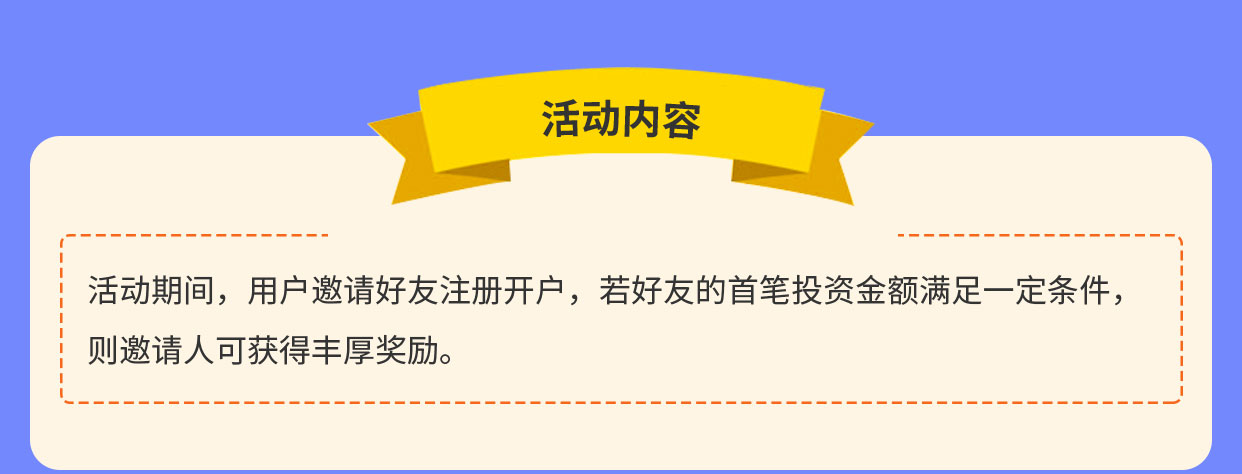 活动内容
活动期间，用户邀请好友注册开户，若好友的首笔投资金额满足一定条件，
则邀请人可获得丰厚奖励。